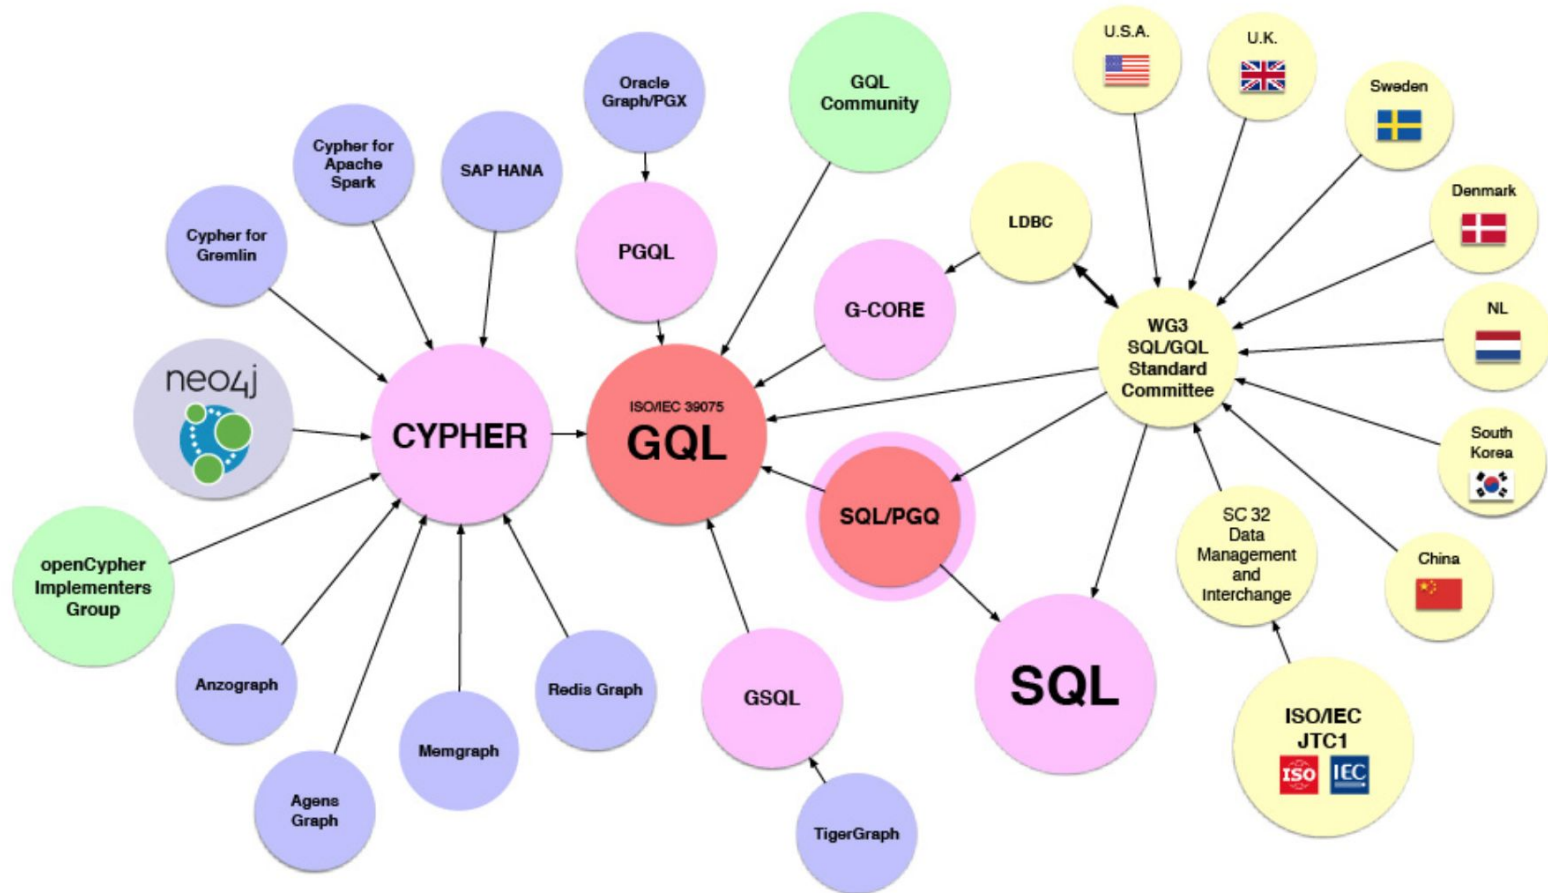 U.S.A.
U.K.
Sweden
Denmark
NL
South
Korea
China
Oracle
Graph/PGX
GQL
Community
Cypher for
Apache
Spark
SAP HANA
Cypher for
Gremlin
PGQL
LDBC
G-CORE
WG3
SQL/GQL
Standard
Committee
neo4j
CYPHER
ISO/IEC 39075
GQL
SQL/PGQ
SC 32
Data
Management
and
Interchange
openCypher
Implementers
Group
Anzograph
Agens
Graph
Memgraph
Redis Graph
GSQL
TigerGraph
SQL
ISO/IEC
JTC1
ISO
IEC